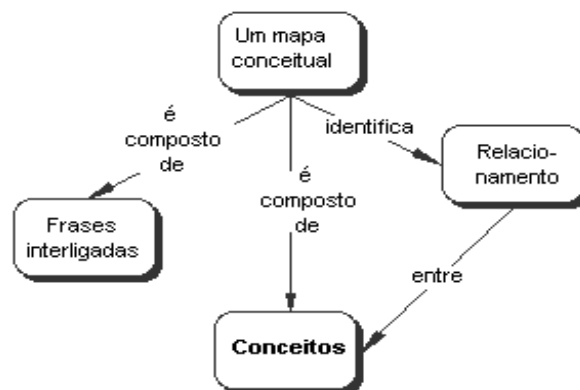 Um mapa
conceitual
é
composto
de
identifica
é
composto
de
Relacio-
namento
Frases
interligadas
entre
Conceitos